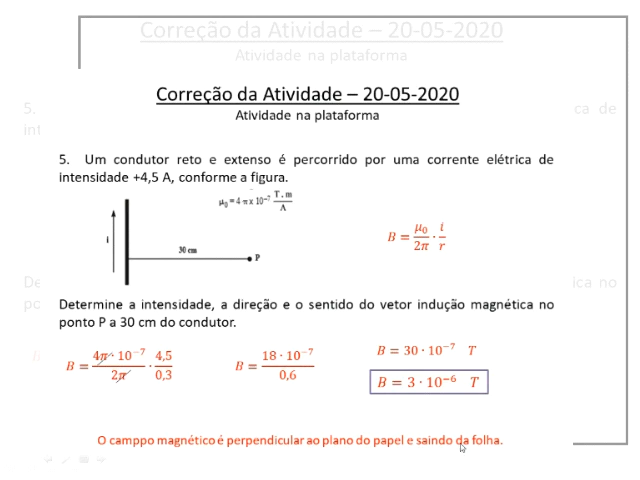 Correção da Atividade – 20-05-2020
Atividade na plataforma
Correção da Atividade – 20-05-2020
Atividade na plataforma
5. Um condutor reto e extenso é percorrido por uma corrente elétrica de
intensidade +4,5 A, conforme a figura.
μ₀ = 4 π x 10⁻⁷ T . m / A
i
30 cm
P
B = μ₀/2π · i/r
Determine a intensidade, a direção e o sentido do vetor indução magnética no
ponto P a 30 cm do condutor.
B = 4π · 10⁻⁷/2π · 4,5/0,3
B = 18 · 10⁻⁷/0,6
B = 30 · 10⁻⁷ T
B = 3 · 10⁻⁶ T
O camppo magnético é perpendicular ao plano do papel e saindo da folha.